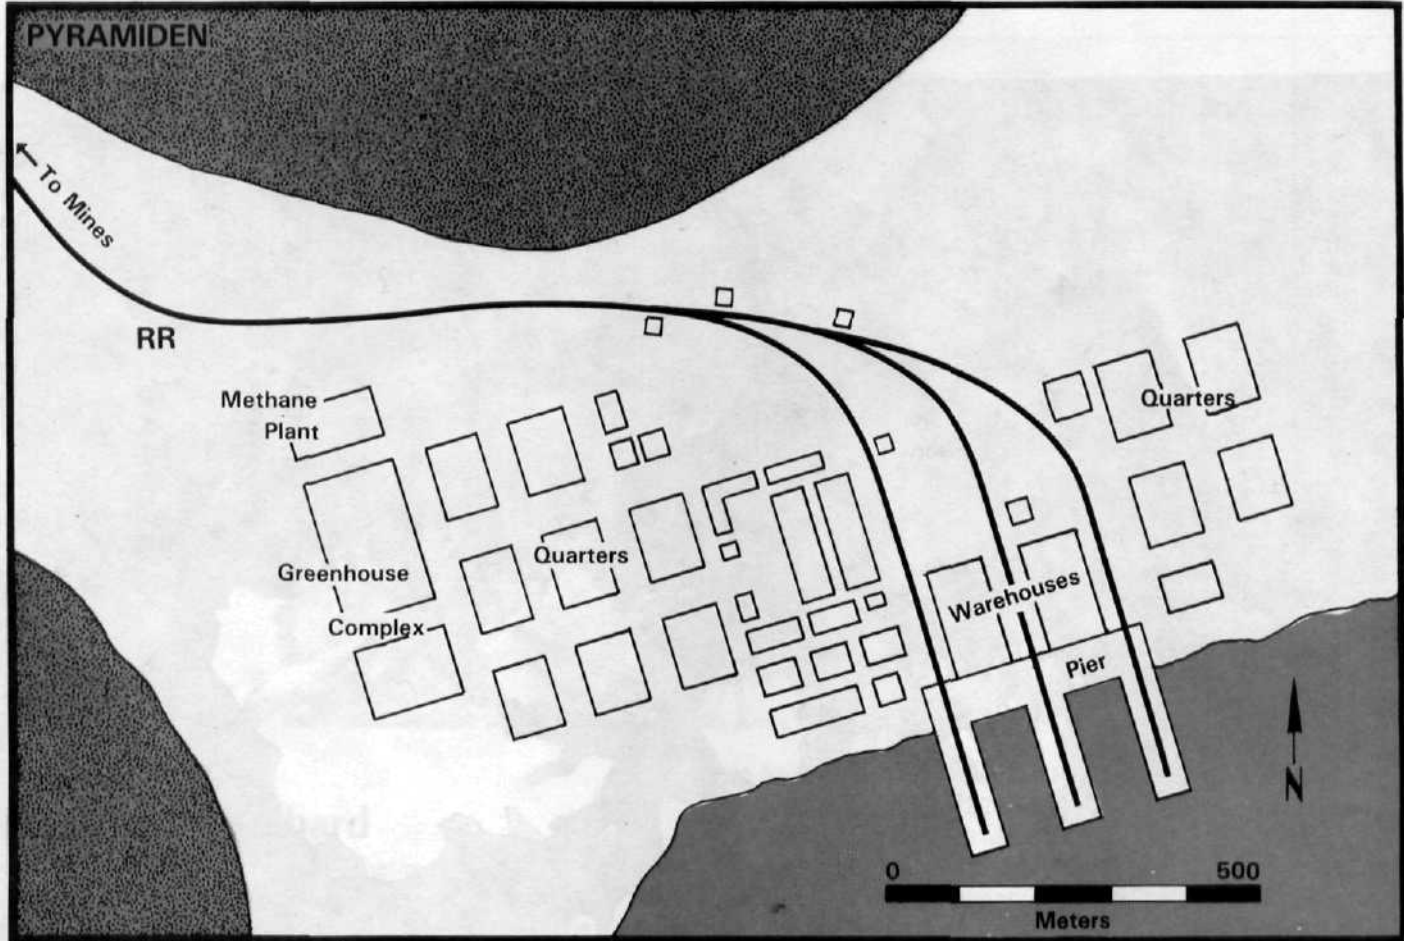 PYRAMIDEN
To Mines
RR
Methane
Plant
Quarters
Greenhouse
Quarters
Complex
Warehouses
Pier
N
0 500
Meters